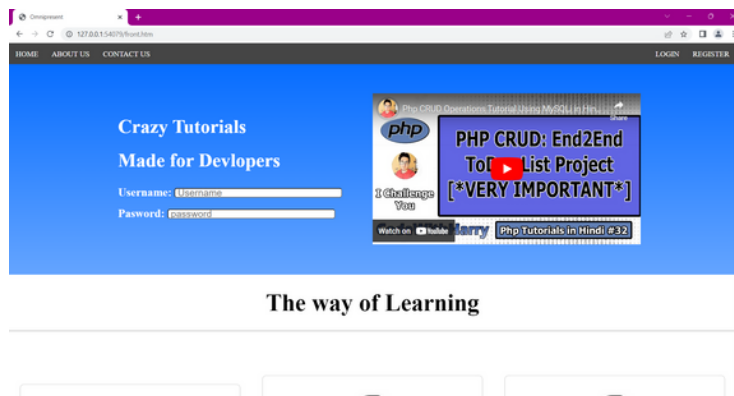 Omnipresent
127.0.0.1:54079/front.htm
HOME ABOUT US CONTACT US LOGIN REGISTER
Crazy Tutorials
Made for Devlopers
Username: Username
Pasword: password
Php CRUD Operations Tutorial Using MySQL in Hin...
Share
php
PHP CRUD: End2End
ToDo List Project
[*VERY IMPORTANT*]
I Challenge
You
Watch on YouTube
Harry
Php Tutorials in Hindi #32
The way of Learning